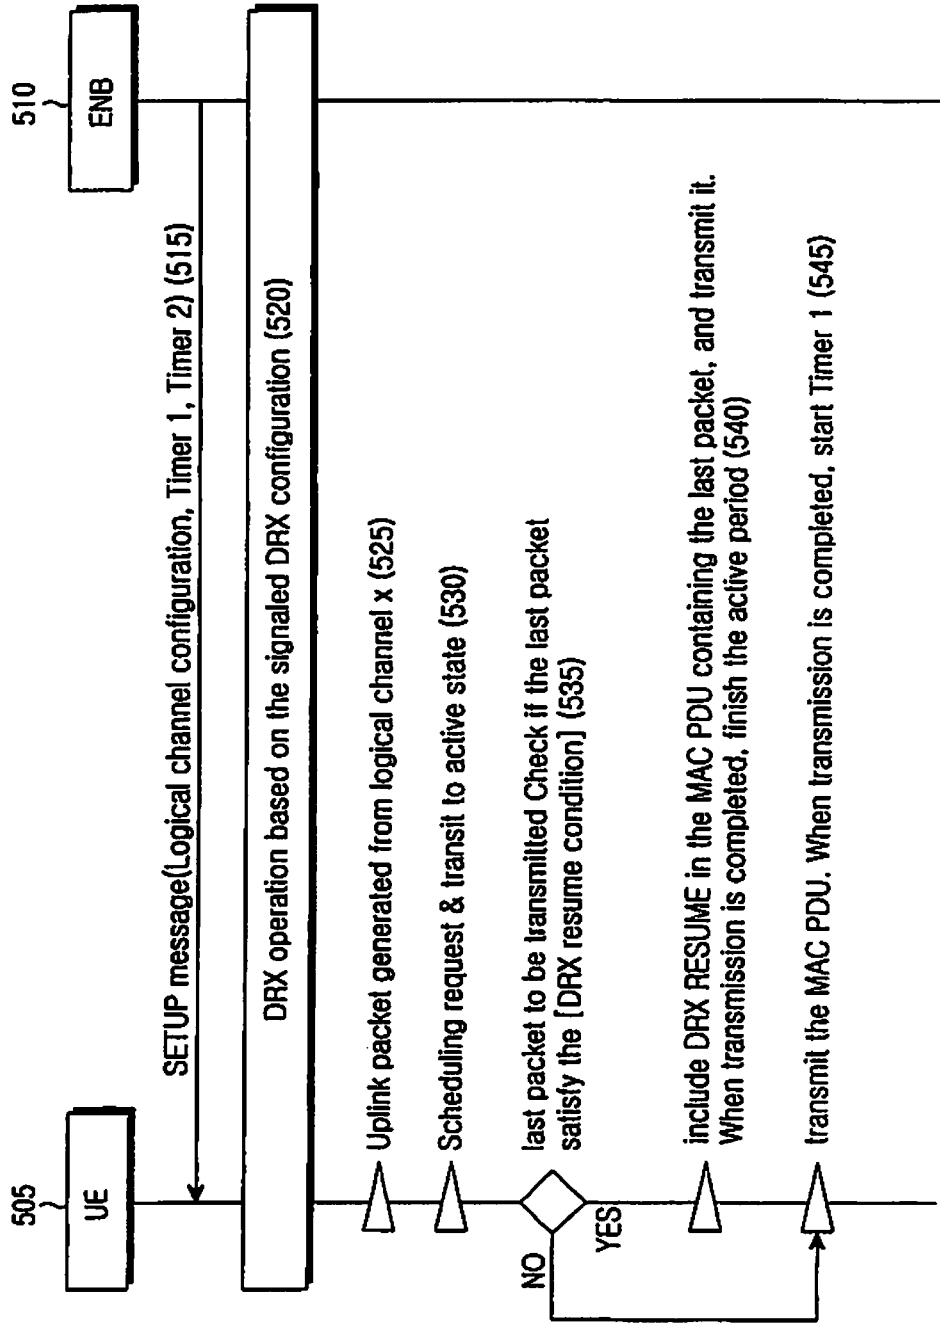 505
510
UE
ENB
SETUP message(Logical channel configuration, Timer 1, Timer 2) (515)
DRX operation based on the signaled DRX configuration (520)
Uplink packet generated from logical channel x (525)
Scheduling request & transit to active state (530)
last packet to be transmitted Check if the last packet
satisfy the [DRX resume condition] (535)
NO
YES
include DRX RESUME in the MAC PDU containing the last packet, and transmit it.
When transmission is completed, finish the active period (540)
transmit the MAC PDU. When transmission is completed, start Timer 1 (545)